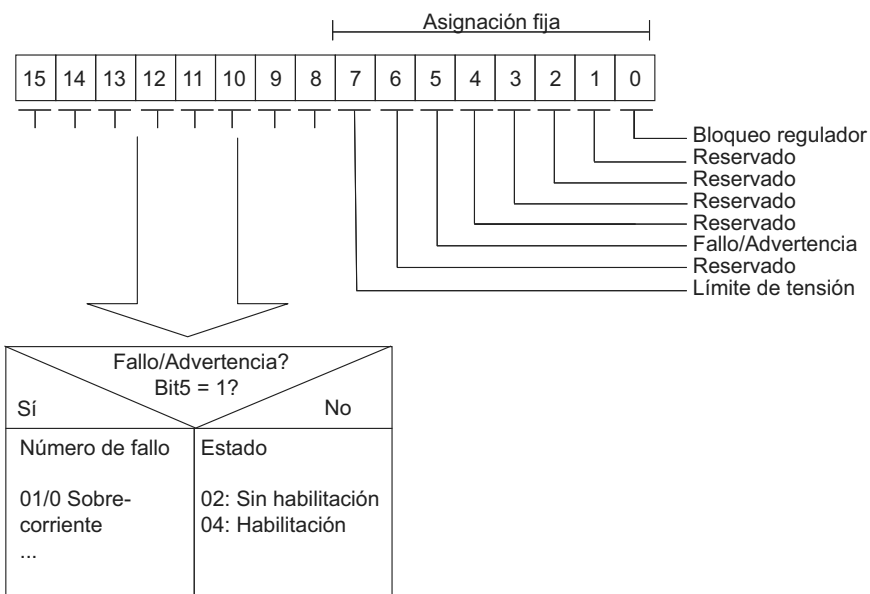 Asignación fija
15 14 13 12 11 10 9 8 7 6 5 4 3 2 1 0
Bloqueo regulador
Reservado
Reservado
Reservado
Reservado
Fallo/Advertencia
Reservado
Límite de tensión
Fallo/Advertencia?
Bit5 = 1?
Sí No
Número de fallo
01/0 Sobre-
corriente
...
Estado
02: Sin habilitación
04: Habilitación